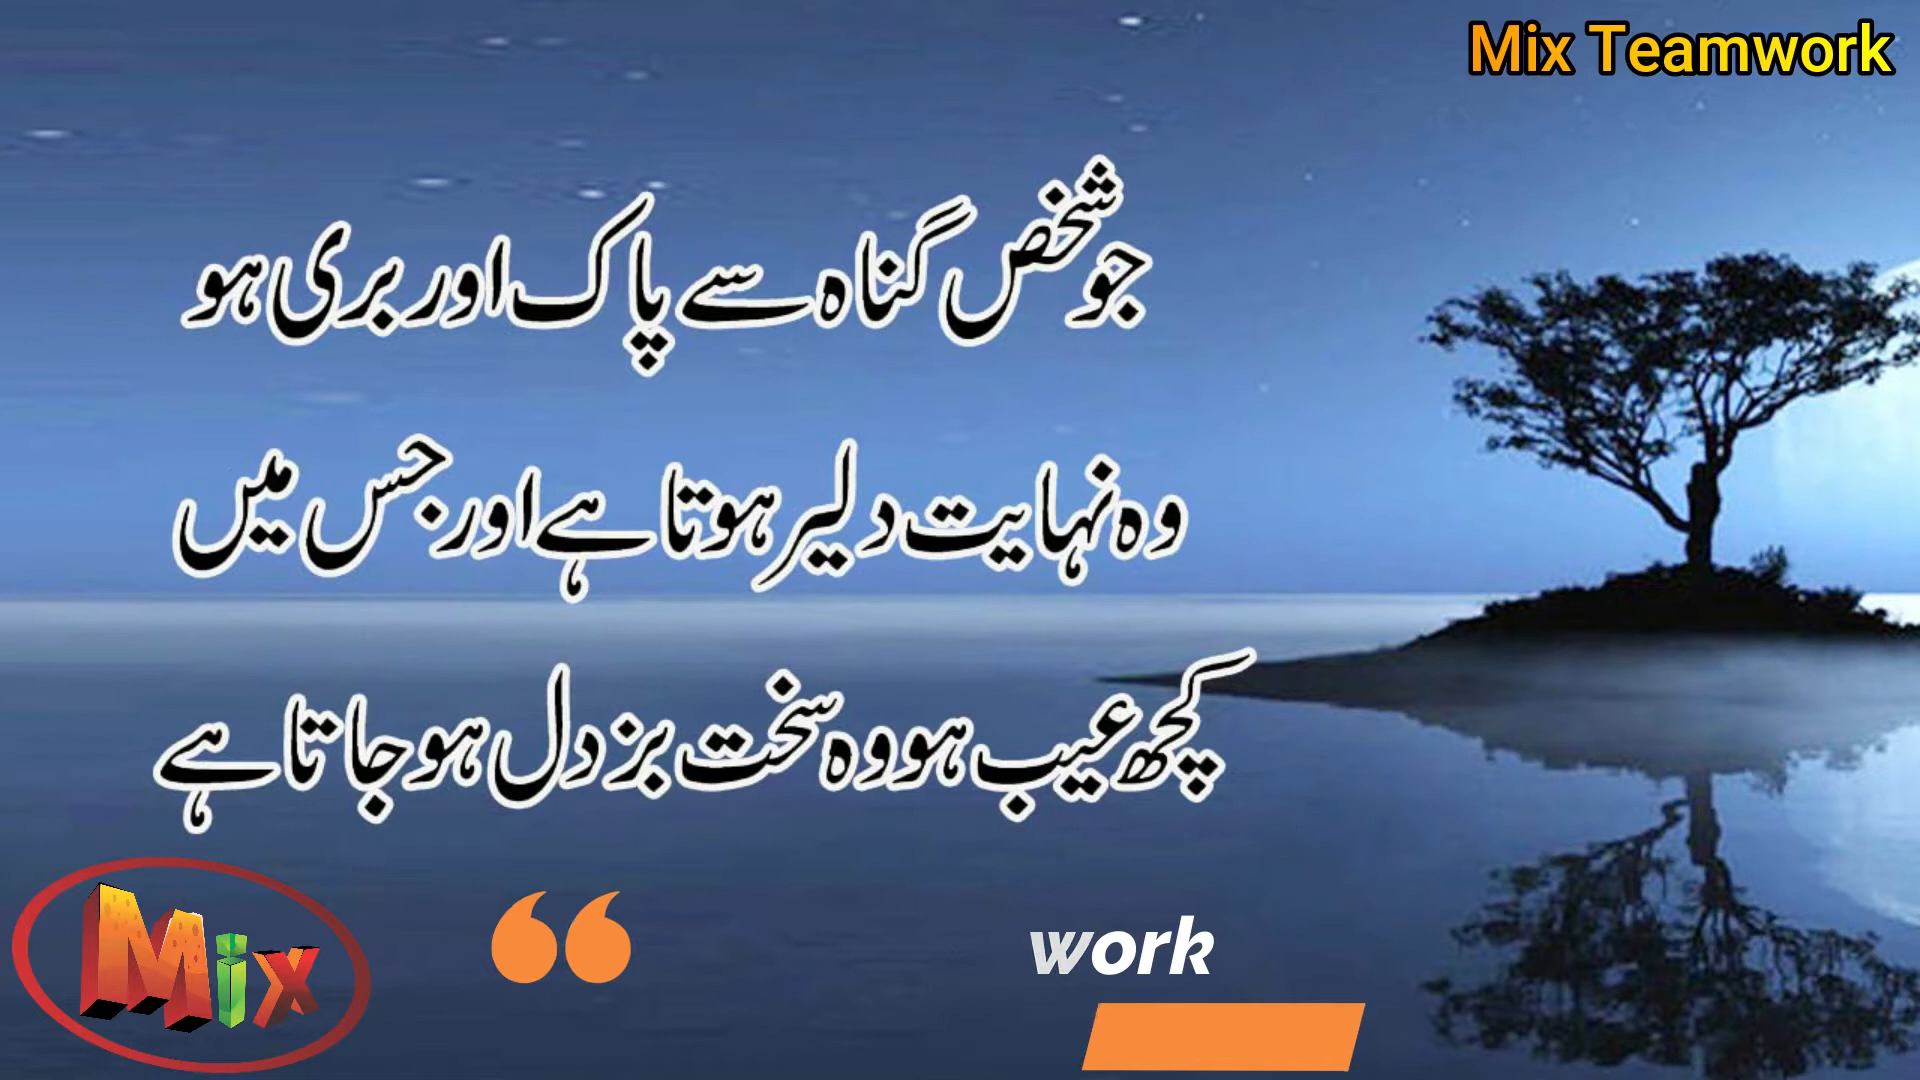 Mix Teamwork
جو شخص گناہ سے پاک اور بری ہو
وہ نہایت دلیر ہوتا ہے اور جس میں
کچھ عیب ہو وہ سخت بزدل ہو جاتا ہے
Mix
“
work